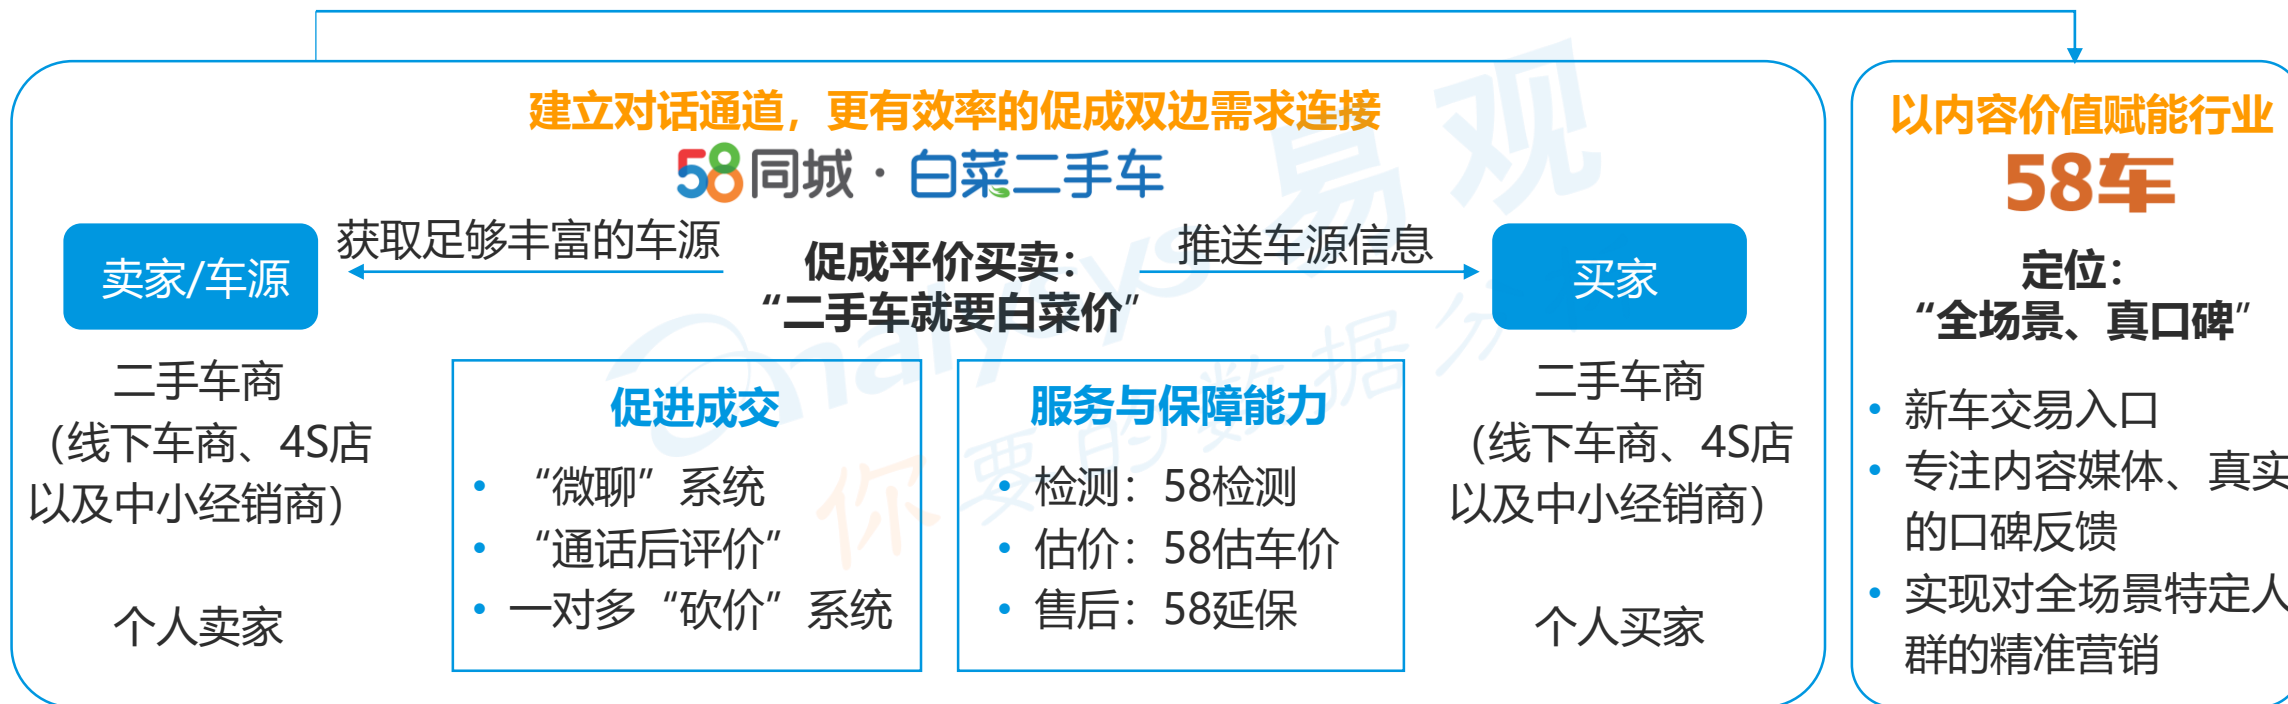 建立对话通道，更有效率的促成双边需求连接
58同城·白菜二手车
卖家/车源
获取足够丰富的车源
促成平价买卖：
“二手车就要白菜价”
推送车源信息
买家
二手车商
（线下车商、4S店
以及中小经销商）
个人卖家
促进成交
• “微聊”系统
• “通话后评价”
• 一对多“砍价”系统
服务与保障能力
• 检测：58检测
• 估价：58估车价
• 售后：58延保
二手车商
（线下车商、4S店
以及中小经销商）
个人买家
以内容价值赋能行业
58车
定位：
“全场景、真口碑”
• 新车交易入口
• 专注内容媒体、真实
的口碑反馈
• 实现对全场景特定人
群的精准营销
analysys 易观
你要的数据分